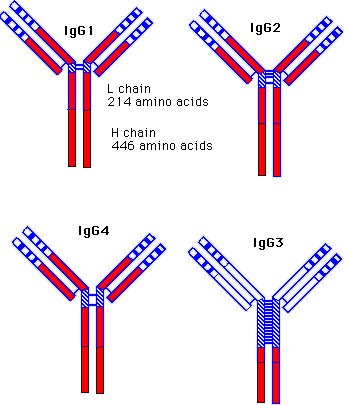 IgG1
IgG2
L chain
214 amino acids
H chain
446 amino acids
IgG4
IgG3